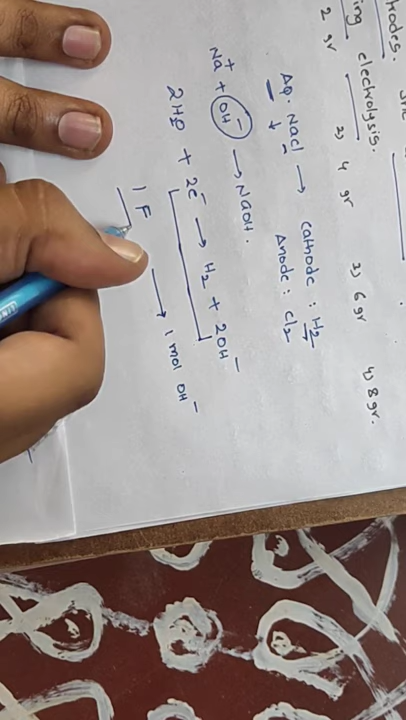 trodes.
ing electrolysis.
2 gr 2) 4 gr 3) 6 gr 4) 8 gr.
Aq. NaCl → Cathode : H₂
Anode : Cl₂
Na⁺ + OH⁻ → NaOH.
2H₂O + 2e⁻ → H₂ + 2OH⁻
1 F → 1 mol OH⁻